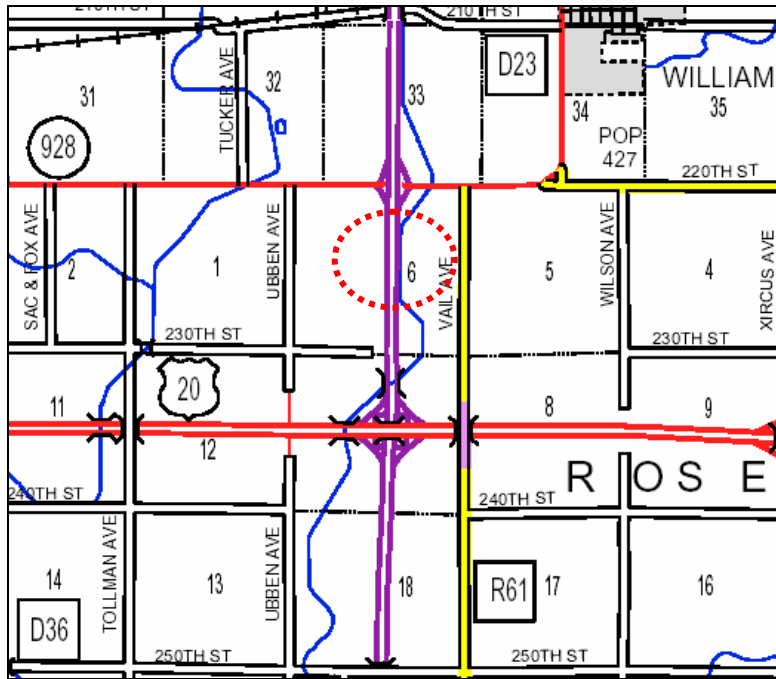 210TH ST
210TH ST
D23
WILLIAM
31
TUCKER AVE
32
33
34
35
POP
427
928
220TH ST
SAC & FOX AVE
2
1
UBBEN AVE
6
VAIL AVE
5
WILSON AVE
4
XIRCUS AVE
230TH ST
230TH ST
20
11
12
8
9
R OSE
240TH ST
240TH ST
TOLLMAN AVE
UBBEN AVE
14
13
18
R61
17
16
D36
250TH ST
250TH ST